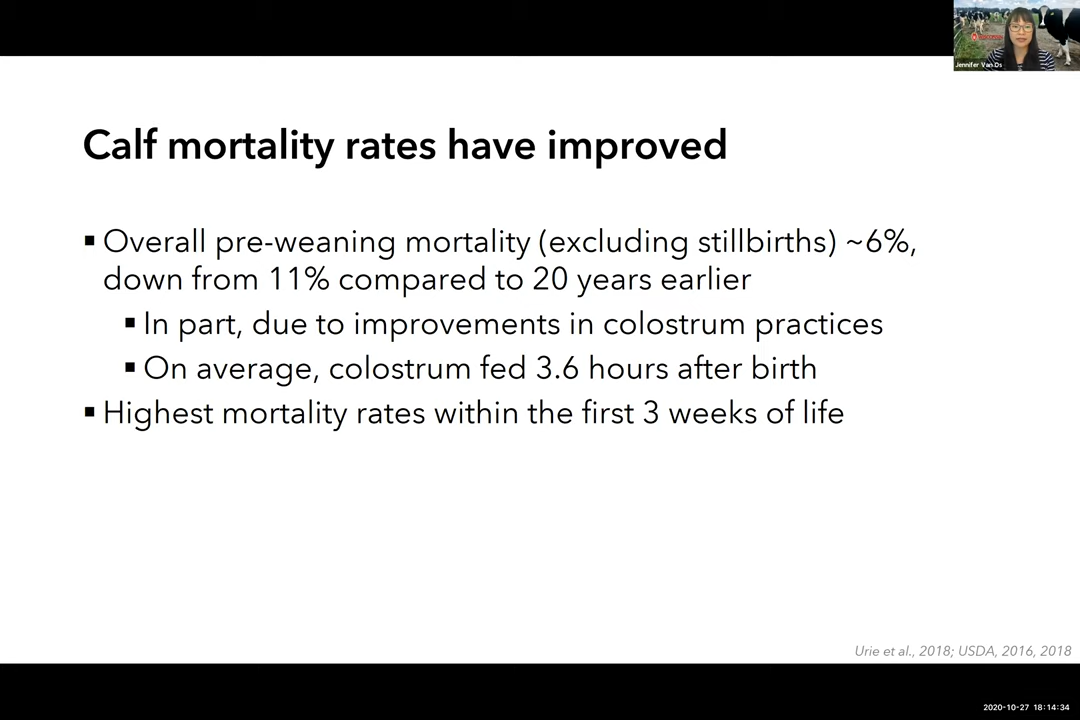 Jennifer Van Os
Calf mortality rates have improved
▪ Overall pre-weaning mortality (excluding stillbirths) ~6%,
down from 11% compared to 20 years earlier
▪ In part, due to improvements in colostrum practices
▪ On average, colostrum fed 3.6 hours after birth
▪ Highest mortality rates within the first 3 weeks of life
Urie et al., 2018; USDA, 2016, 2018
2020-10-27 18:14:34